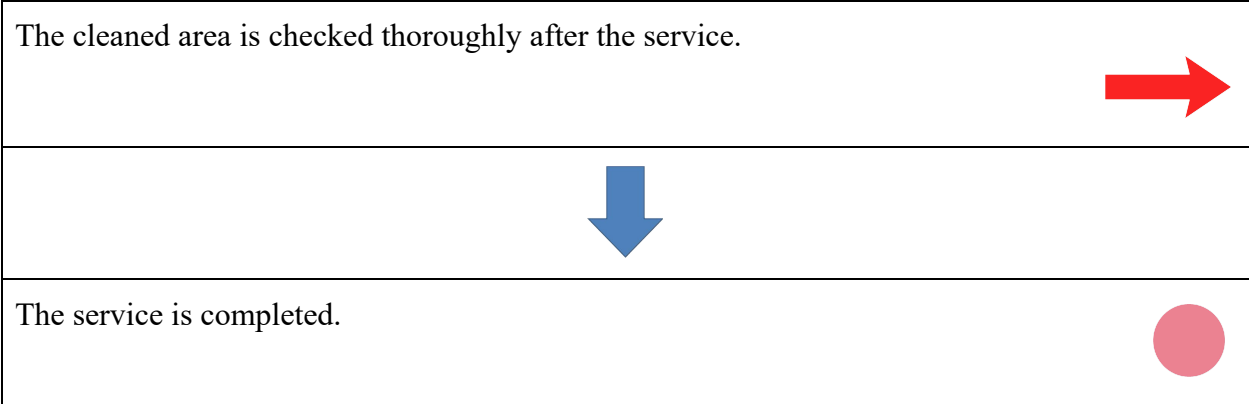 The cleaned area is checked thoroughly after the service.
The service is completed.